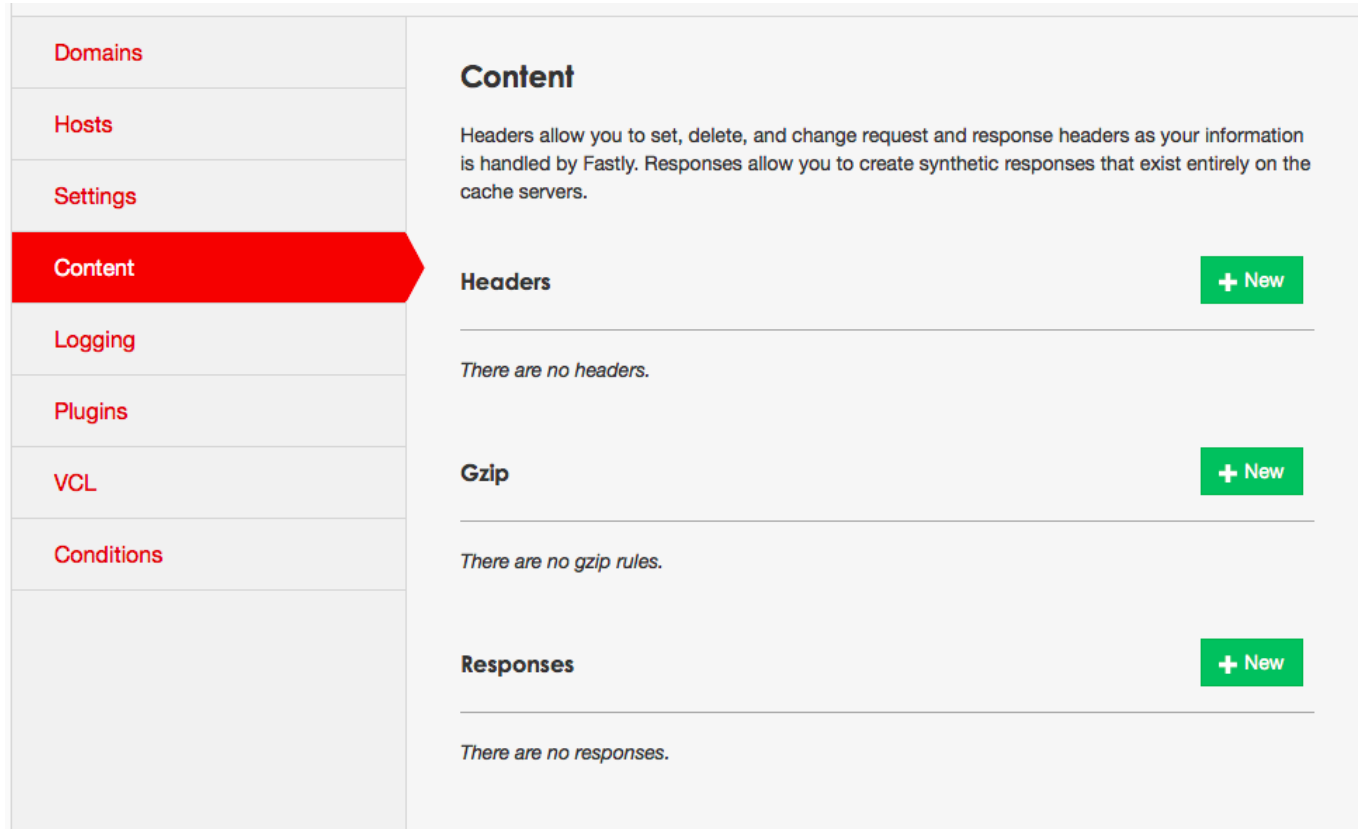 Domains
Hosts
Settings
Content
Logging
Plugins
VCL
Conditions
Content
Headers allow you to set, delete, and change request and response headers as your information
is handled by Fastly. Responses allow you to create synthetic responses that exist entirely on the
cache servers.
Headers
New
There are no headers.
Gzip
New
There are no gzip rules.
Responses
New
There are no responses.